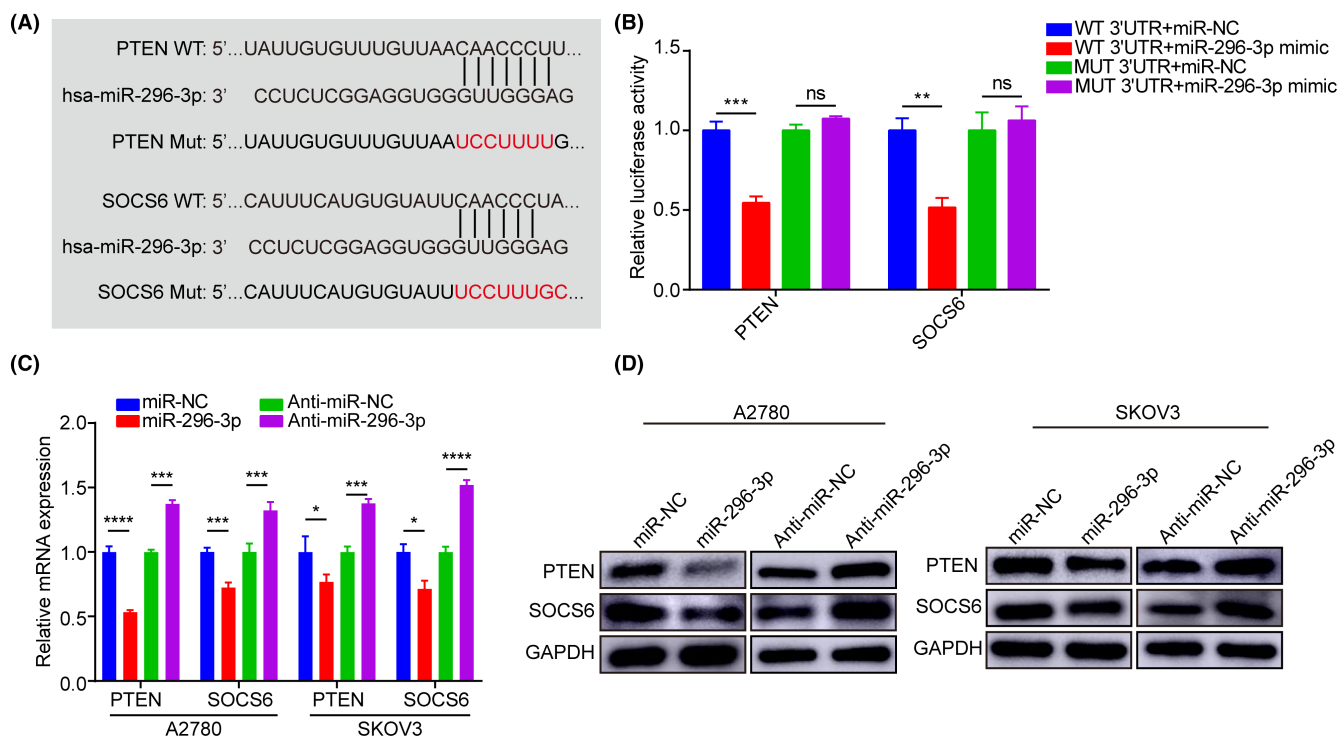 (A)
PTEN WT: 5'...UAUUGUGUUUGUUAACAACCCUU...
hsa-miR-296-3p: 3' CCUCUCGGAGGUGGGUUGGGAG
PTEN Mut: 5'...UAUUGUGUUUGUUAAUCCUUUUG...
SOCS6 WT: 5'...CAUUUCAUGUGUAUUCAACCCUA...
hsa-miR-296-3p: 3' CCUCUCGGAGGUGGGUUGGGAG
SOCS6 Mut: 5'...CAUUUCAUGUGUAUUUCCUUUGC...
(B)
WT 3'UTR+miR-NC
WT 3'UTR+miR-296-3p mimic
MUT 3'UTR+miR-NC
MUT 3'UTR+miR-296-3p mimic
Relative luciferase activity
1.5
1.0
0.5
0.0
*** ns ** ns
PTEN SOCS6
(C)
miR-NC Anti-miR-NC
miR-296-3p Anti-miR-296-3p
Relative mRNA expression
2.0
1.5
1.0
0.5
0.0
**** *** *** *** * *** * ****
PTEN SOCS6 PTEN SOCS6
A2780 SKOV3
(D)
A2780 SKOV3
miR-NC miR-296-3p Anti-miR-NC Anti-miR-296-3p
miR-NC miR-296-3p Anti-miR-NC Anti-miR-296-3p
PTEN PTEN
SOCS6 SOCS6
GAPDH GAPDH